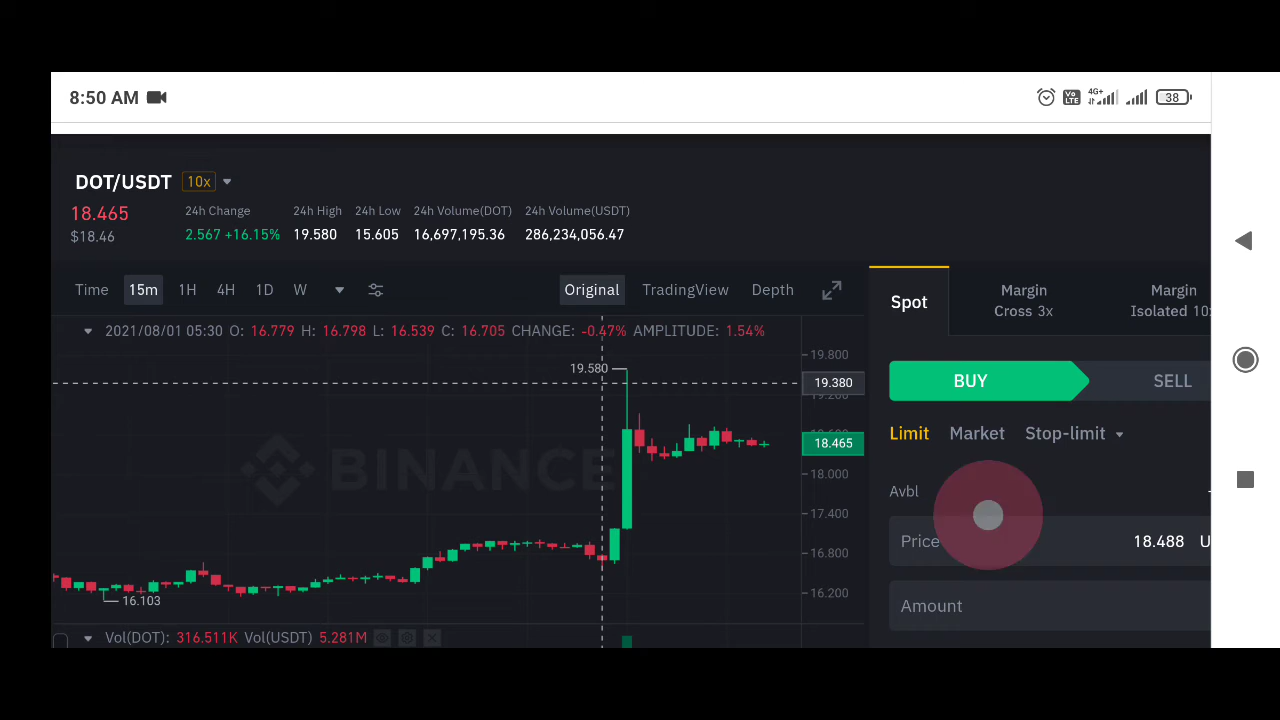 8:50 AM
Vo LTE 4G+ 38
DOT/USDT 10x
18.465
$18.46
24h Change 24h High 24h Low 24h Volume(DOT) 24h Volume(USDT)
2.567 +16.15% 19.580 15.605 16,697,195.36 286,234,056.47
Time 15m 1H 4H 1D W Original TradingView Depth
Spot
Margin
Cross 3x
Margin
Isolated 10x
2021/08/01 05:30 O: 16.779 H: 16.798 L: 16.539 C: 16.705 CHANGE: -0.47% AMPLITUDE: 1.54%
19.800
19.580
19.380
19.200
18.465
18.000
17.400
16.800
16.200
16.103
BINANCE
BUY SELL
Limit Market Stop-limit
Avbl -
Price 18.488 U
Amount
Vol(DOT): 316.511K Vol(USDT) 5.281M